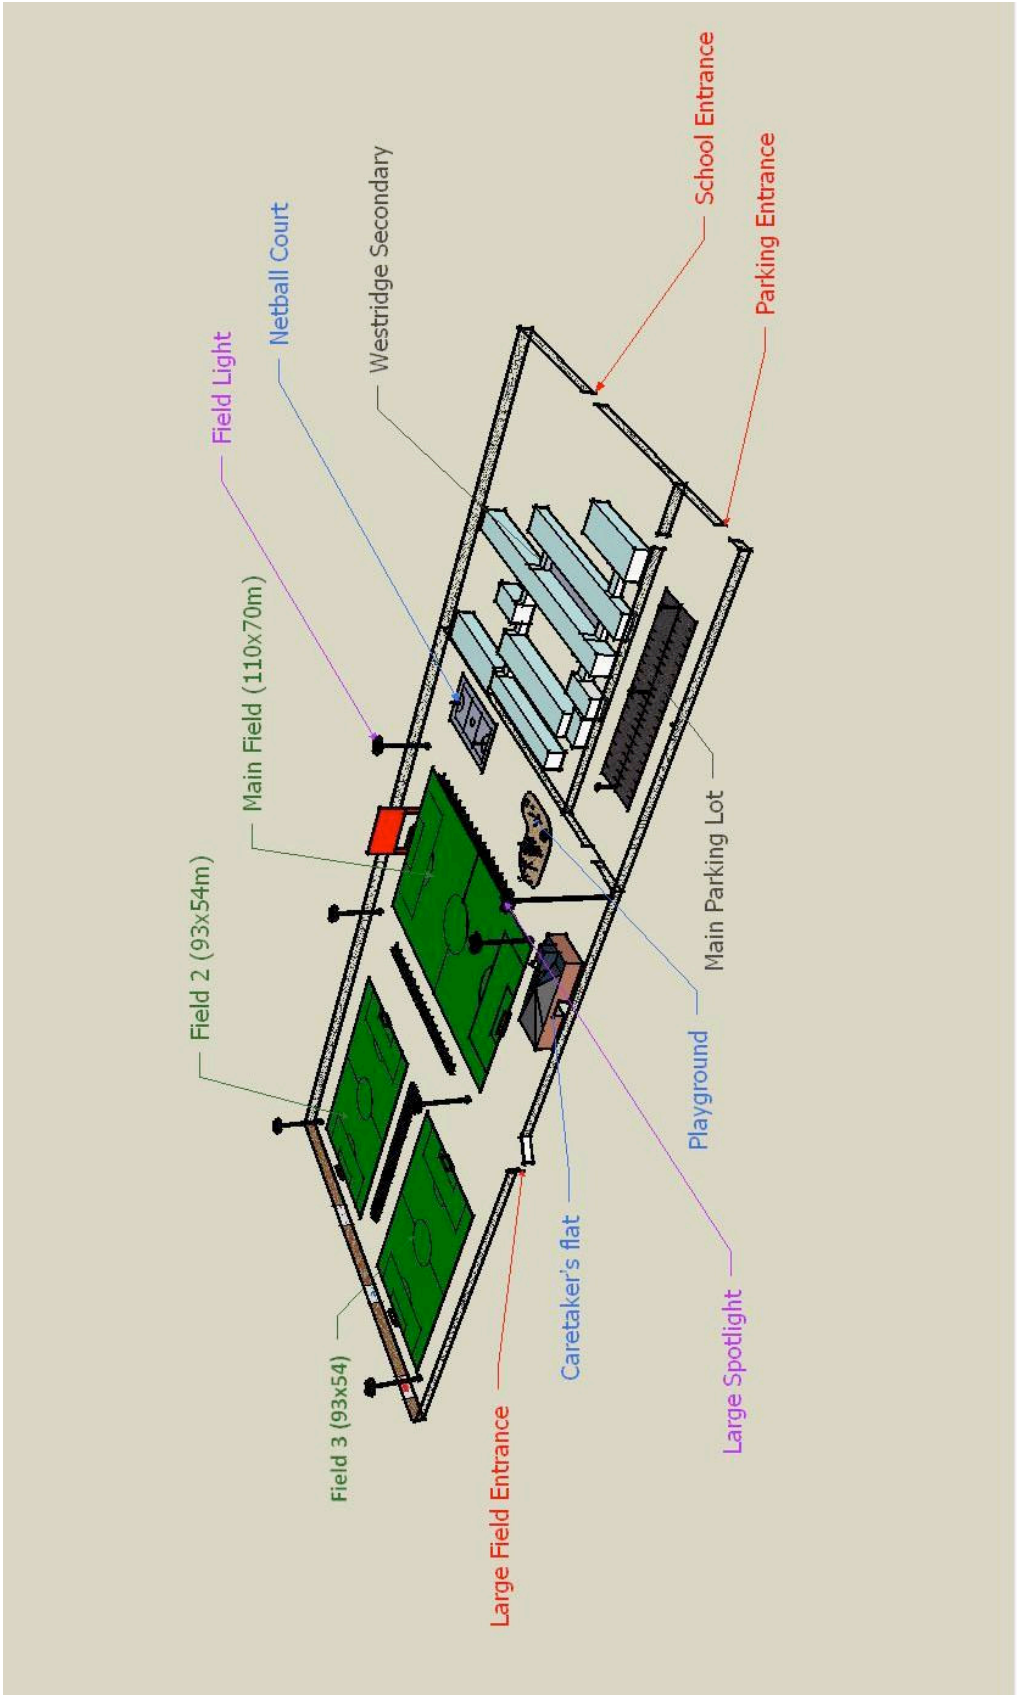 Field Light
Netball Court
Westridge Secondary
School Entrance
Parking Entrance
Main Field (110x70m)
Field 2 (93x54m)
Main Parking Lot
Playground
Field 3 (93x54)
Caretaker's flat
Large Field Entrance
Large Spotlight